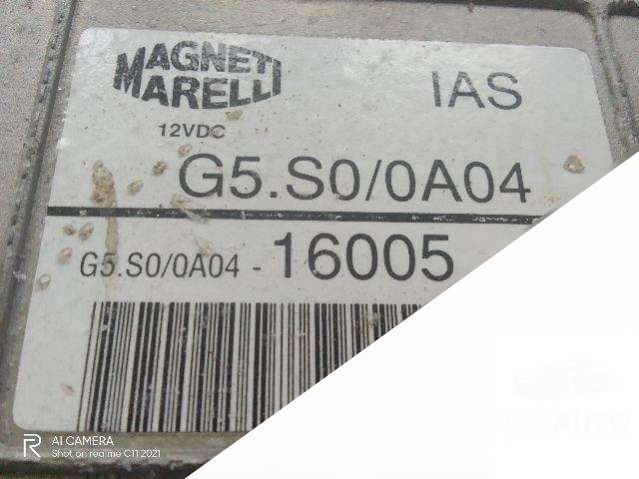 MAGNETI
MARELLI
IAS
12VDC
G5.S0/0A04
G5.S0/0A04 - 16005
AI CAMERA
Shot on realme C11 2021
TEDAUTO